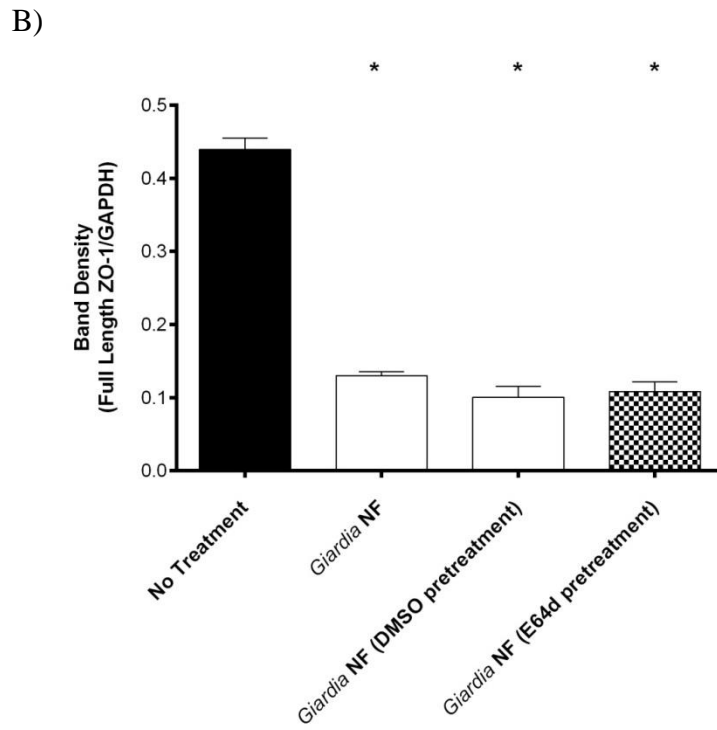 B)
* * *
0.5
0.4
0.3
0.2
0.1
0.0
Band Density
(Full Length ZO-1/GAPDH)
No Treatment
Giardia NF
Giardia NF (DMSO pretreatment)
Giardia NF (E64d pretreatment)